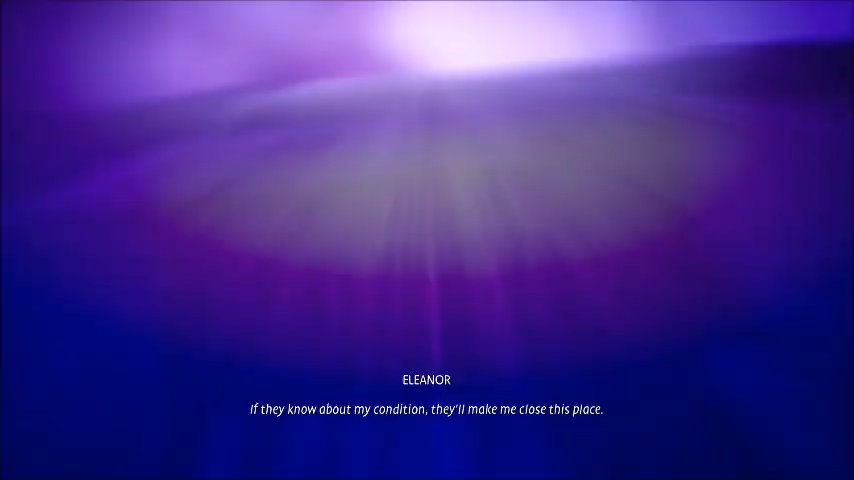 ELEANOR
If they know about my condition, they'll make me close this place.